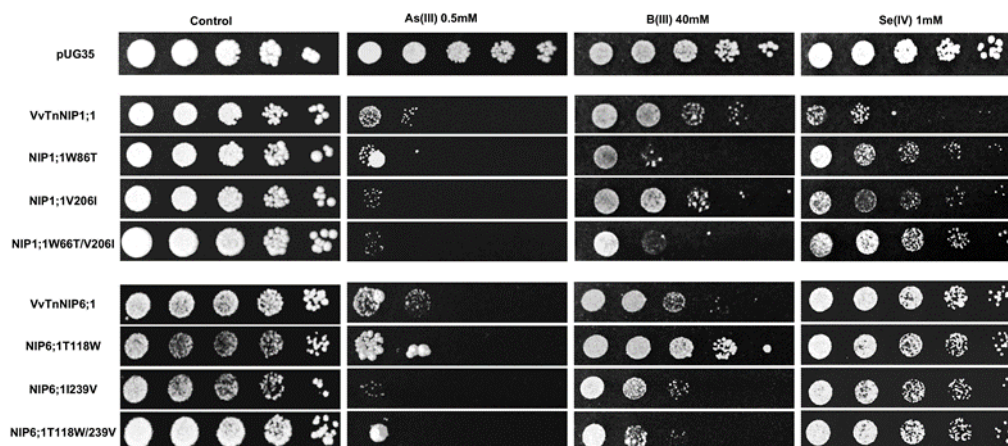 Control
As(III) 0.5mM
B(III) 40mM
Se(IV) 1mM
pUG35
VvTnNIP1;1
NIP1;1W86T
NIP1;1V206I
NIP1;1W66T/V206I
VvTnNIP6;1
NIP6;1T118W
NIP6;1I239V
NIP6;1T118W/239V